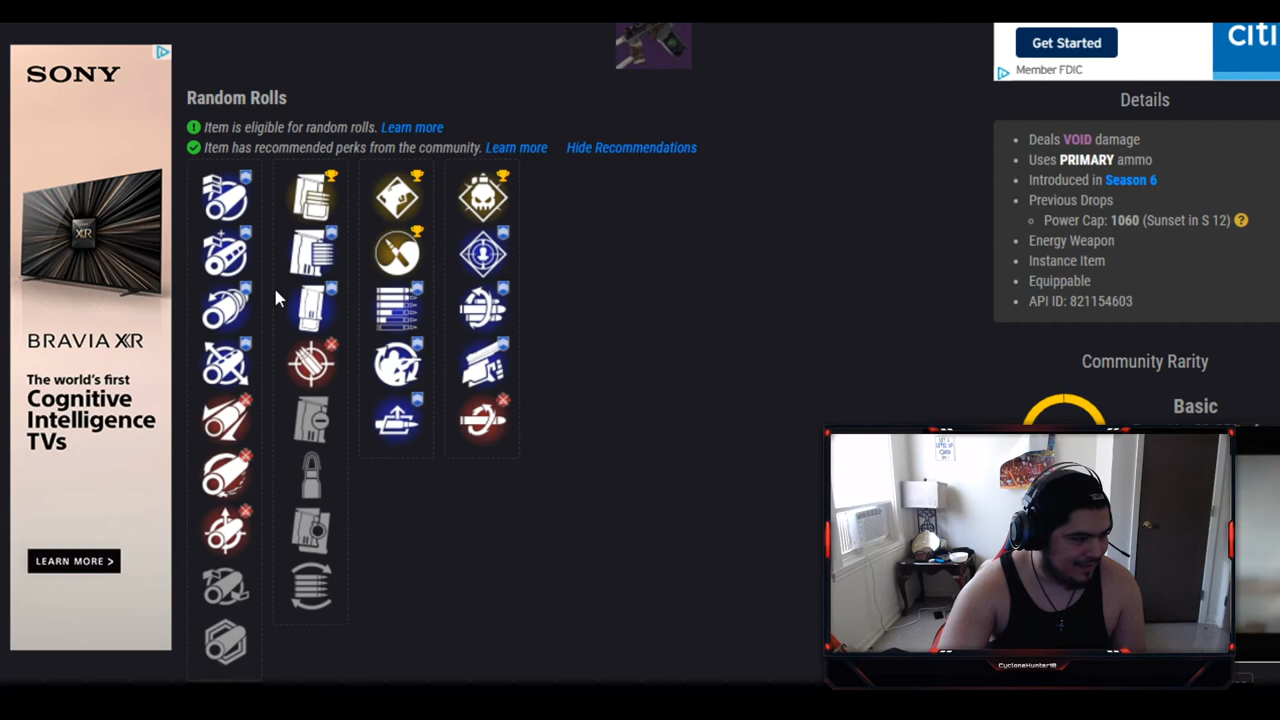 SONY
XR
BRAVIA XR
The world's first
Cognitive
Intelligence
TVs
LEARN MORE >
Random Rolls
Item is eligible for random rolls. Learn more
Item has recommended perks from the community. Learn more Hide Recommendations
Get Started
Member FDIC
citi
Details
Deals VOID damage
Uses PRIMARY ammo
Introduced in Season 6
Previous Drops
Power Cap: 1060 (Sunset in S 12) ?
Energy Weapon
Instance Item
Equippable
API ID: 821154603
Community Rarity
Basic
CycloneHunter18